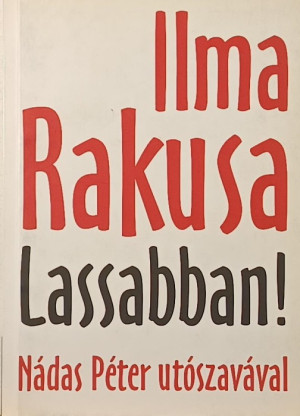 Ilma
Rakusa
Lassabban!
Nádas Péter utószavával